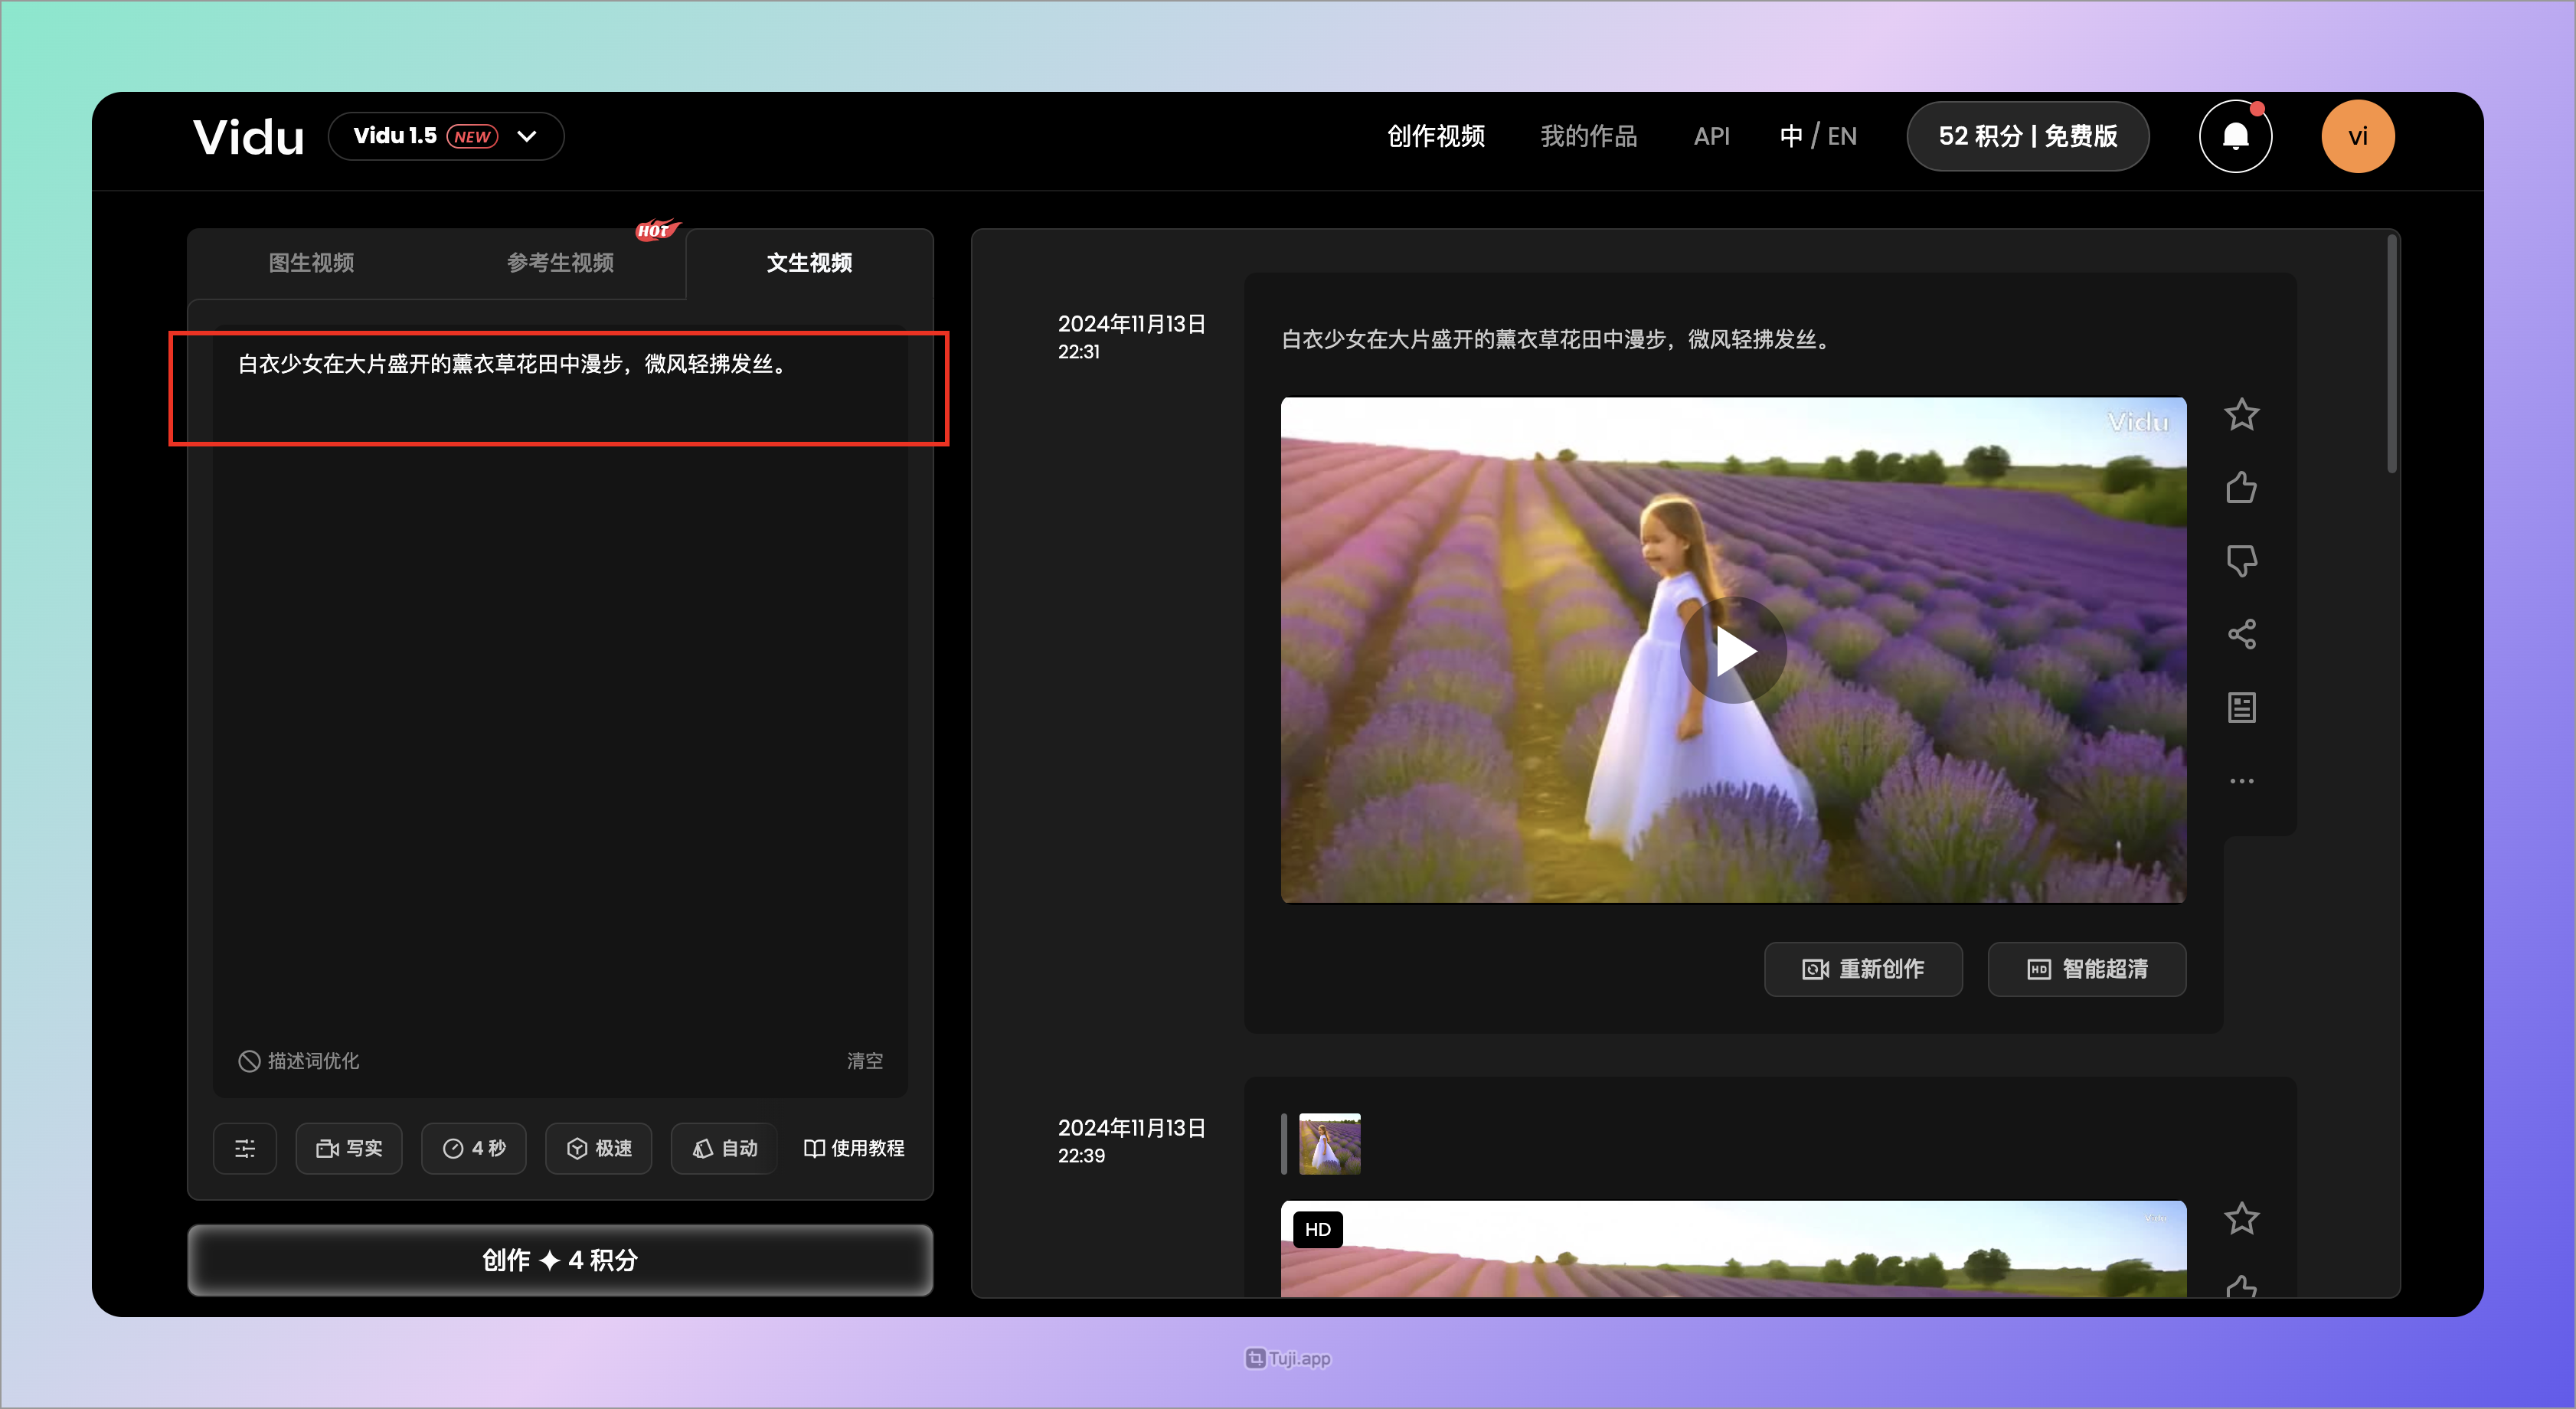 Vidu
Vidu 1.5 NEW
创作视频
我的作品
API
中 / EN
52 积分 | 免费版
vi
图生视频
参考生视频
HOT
文生视频
白衣少女在大片盛开的薰衣草花田中漫步，微风轻拂发丝。
描述词优化
清空
写实
4 秒
极速
自动
使用教程
创作 4 积分
2024年11月13日
22:31
白衣少女在大片盛开的薰衣草花田中漫步，微风轻拂发丝。
Vidu
重新创作
HD 智能超清
2024年11月13日
22:39
HD
Vidu
Tuji.app